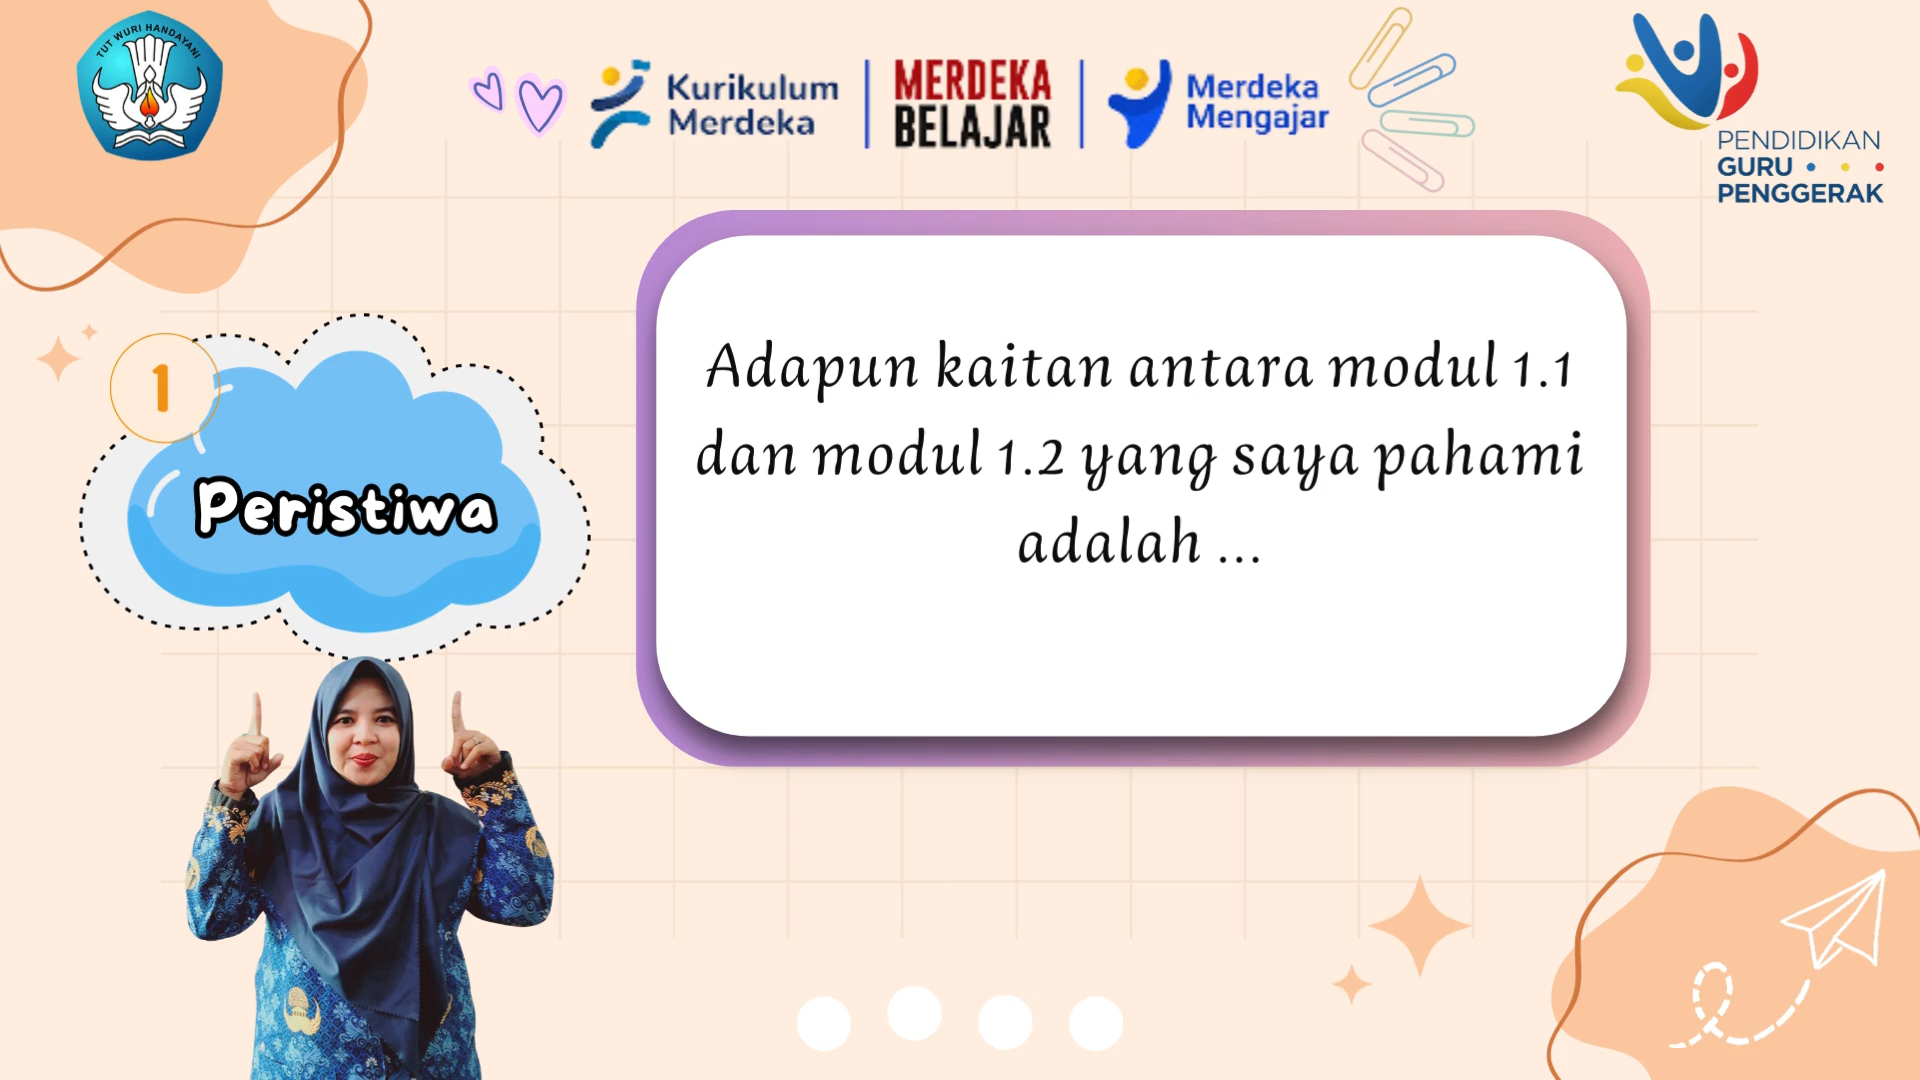 TUT WURI HANDAYANI
Kurikulum
Merdeka
MERDEKA
BELAJAR
Merdeka
Mengajar
PENDIDIKAN
GURU
PENGGERAK
1
Peristiwa
Adapun kaitan antara modul 1.1
dan modul 1.2 yang saya pahami
adalah ...